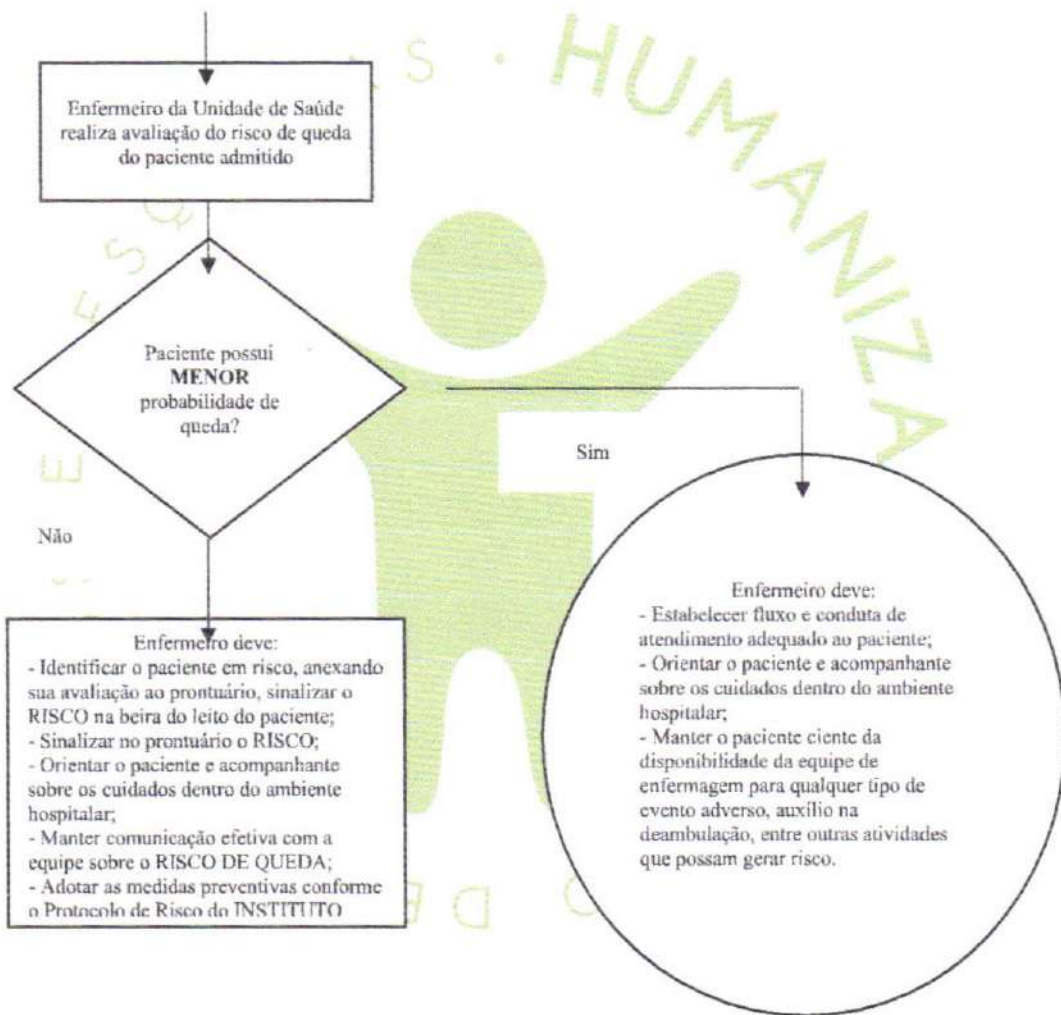 Enfermeiro da Unidade de Saúde
realiza avaliação do risco de queda
do paciente admitido
HUMANIZA
Paciente possui
MENOR
probabilidade de
queda?
Sim
Não
Enfermeiro deve:
- Identificar o paciente em risco, anexando
sua avaliação ao prontuário, sinalizar o
RISCO na beira do leito do paciente;
- Sinalizar no prontuário o RISCO;
- Orientar o paciente e acompanhante
sobre os cuidados dentro do ambiente
hospitalar;
- Manter comunicação efetiva com a
equipe sobre o RISCO DE QUEDA;
- Adotar as medidas preventivas conforme
o Protocolo de Risco do INSTITUTO
Enfermeiro deve:
- Estabelecer fluxo e conduta de
atendimento adequado ao paciente;
- Orientar o paciente e acompanhante
sobre os cuidados dentro do ambiente
hospitalar;
- Manter o paciente ciente da
disponibilidade da equipe de
enfermagem para qualquer tipo de
evento adverso, auxílio na
deambulação, entre outras atividades
que possam gerar risco.